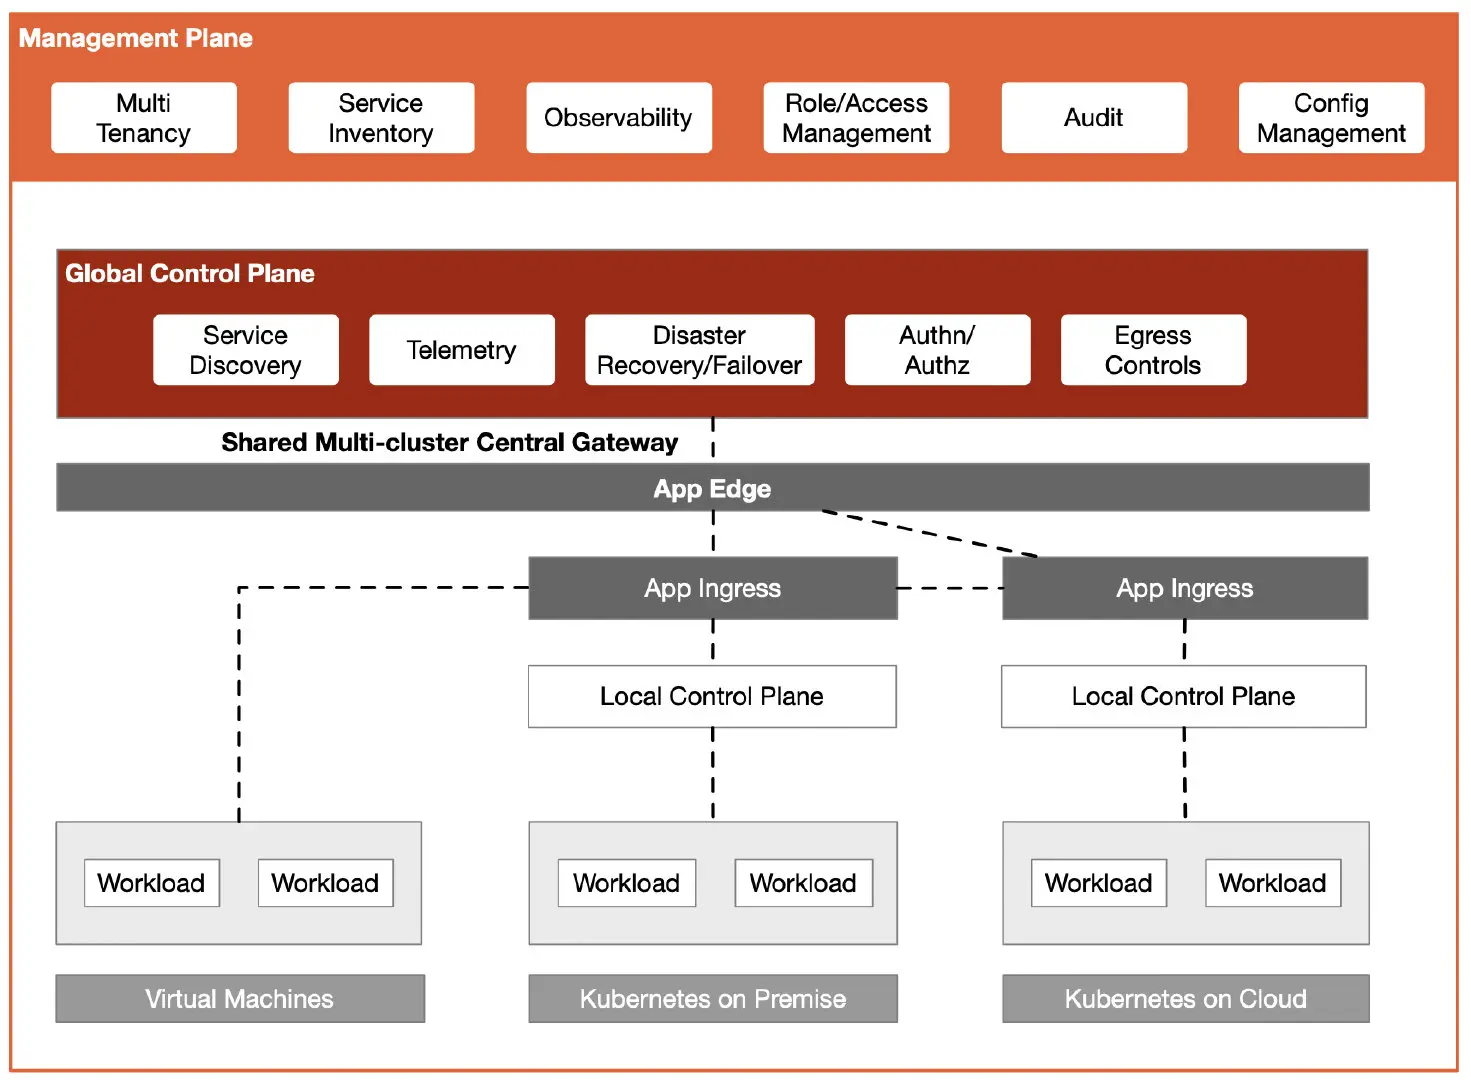 Management Plane
Multi
Tenancy
Service
Inventory
Observability
Role/Access
Management
Audit
Config
Management
Global Control Plane
Service
Discovery
Telemetry
Disaster
Recovery/Failover
Authn/
Authz
Egress
Controls
Shared Multi-cluster Central Gateway
App Edge
App Ingress
App Ingress
Local Control Plane
Local Control Plane
Workload
Workload
Workload
Workload
Workload
Workload
Virtual Machines
Kubernetes on Premise
Kubernetes on Cloud